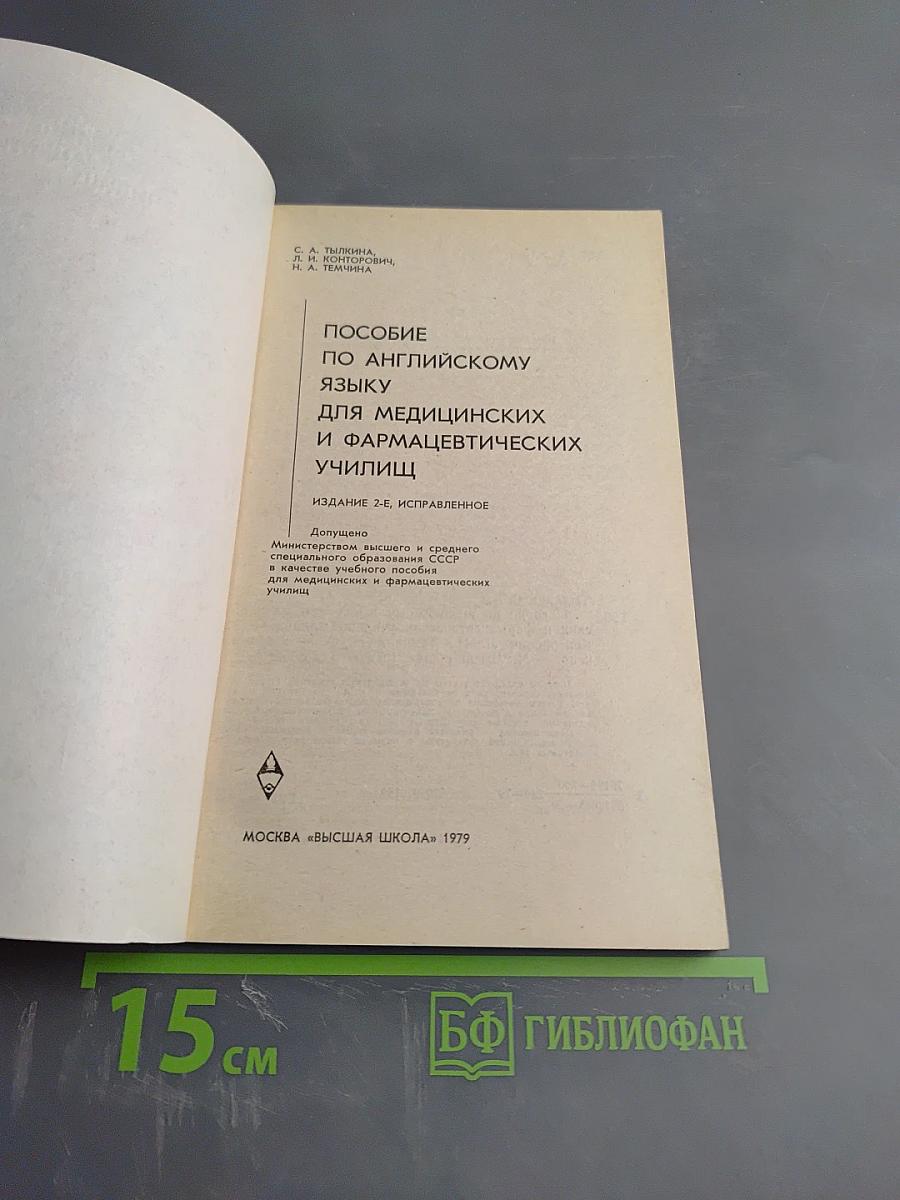 С. А. ТЫЛКИНА,
Л. И. КОНТОРОВИЧ,
Н. А. ТЕМЧИНА
ПОСОБИЕ
ПО АНГЛИЙСКОМУ
ЯЗЫКУ
ДЛЯ МЕДИЦИНСКИХ
И ФАРМАЦЕВТИЧЕСКИХ
УЧИЛИЩ
ИЗДАНИЕ 2-Е, ИСПРАВЛЕННОЕ
Допущено
Министерством высшего и среднего
специального образования СССР
в качестве учебного пособия
для медицинских и фармацевтических
училищ
МОСКВА «ВЫСШАЯ ШКОЛА» 1979
15 см
БФ ГИБЛИОФАН